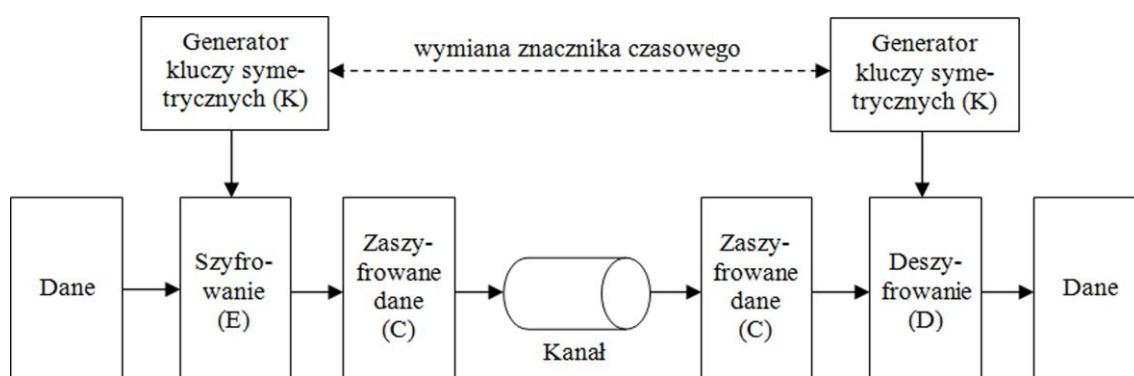 Generator
kluczy syme-
trycznych (K)
wymiana znacznika czasowego
Generator
kluczy syme-
trycznych (K)
Dane
Szyfro-
wanie
(E)
Zaszy-
frowane
dane
(C)
Kanał
Zaszy-
frowane
dane
(C)
Deszy-
frowanie
(D)
Dane